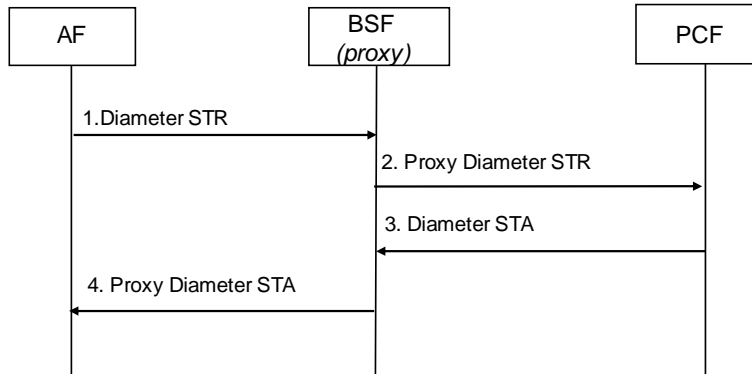 AF
BSF
(proxy)
PCF
1.Diameter STR
2. Proxy Diameter STR
3. Diameter STA
4. Proxy Diameter STA